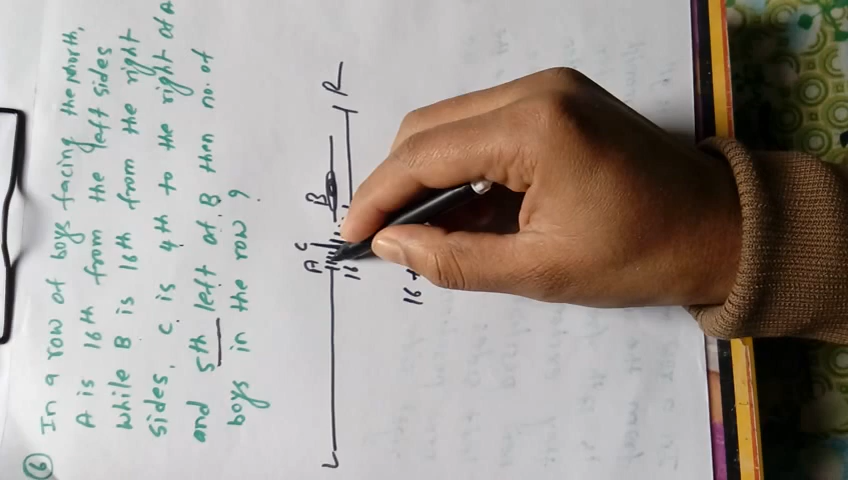 6 In a row of boys facing the North,
A is 16th from the left sides
while B is 16th from the right
sides, C is 4th to the right of A
and 5th left of B then no. of
boys in the row ?
L A C B R
16
16 +